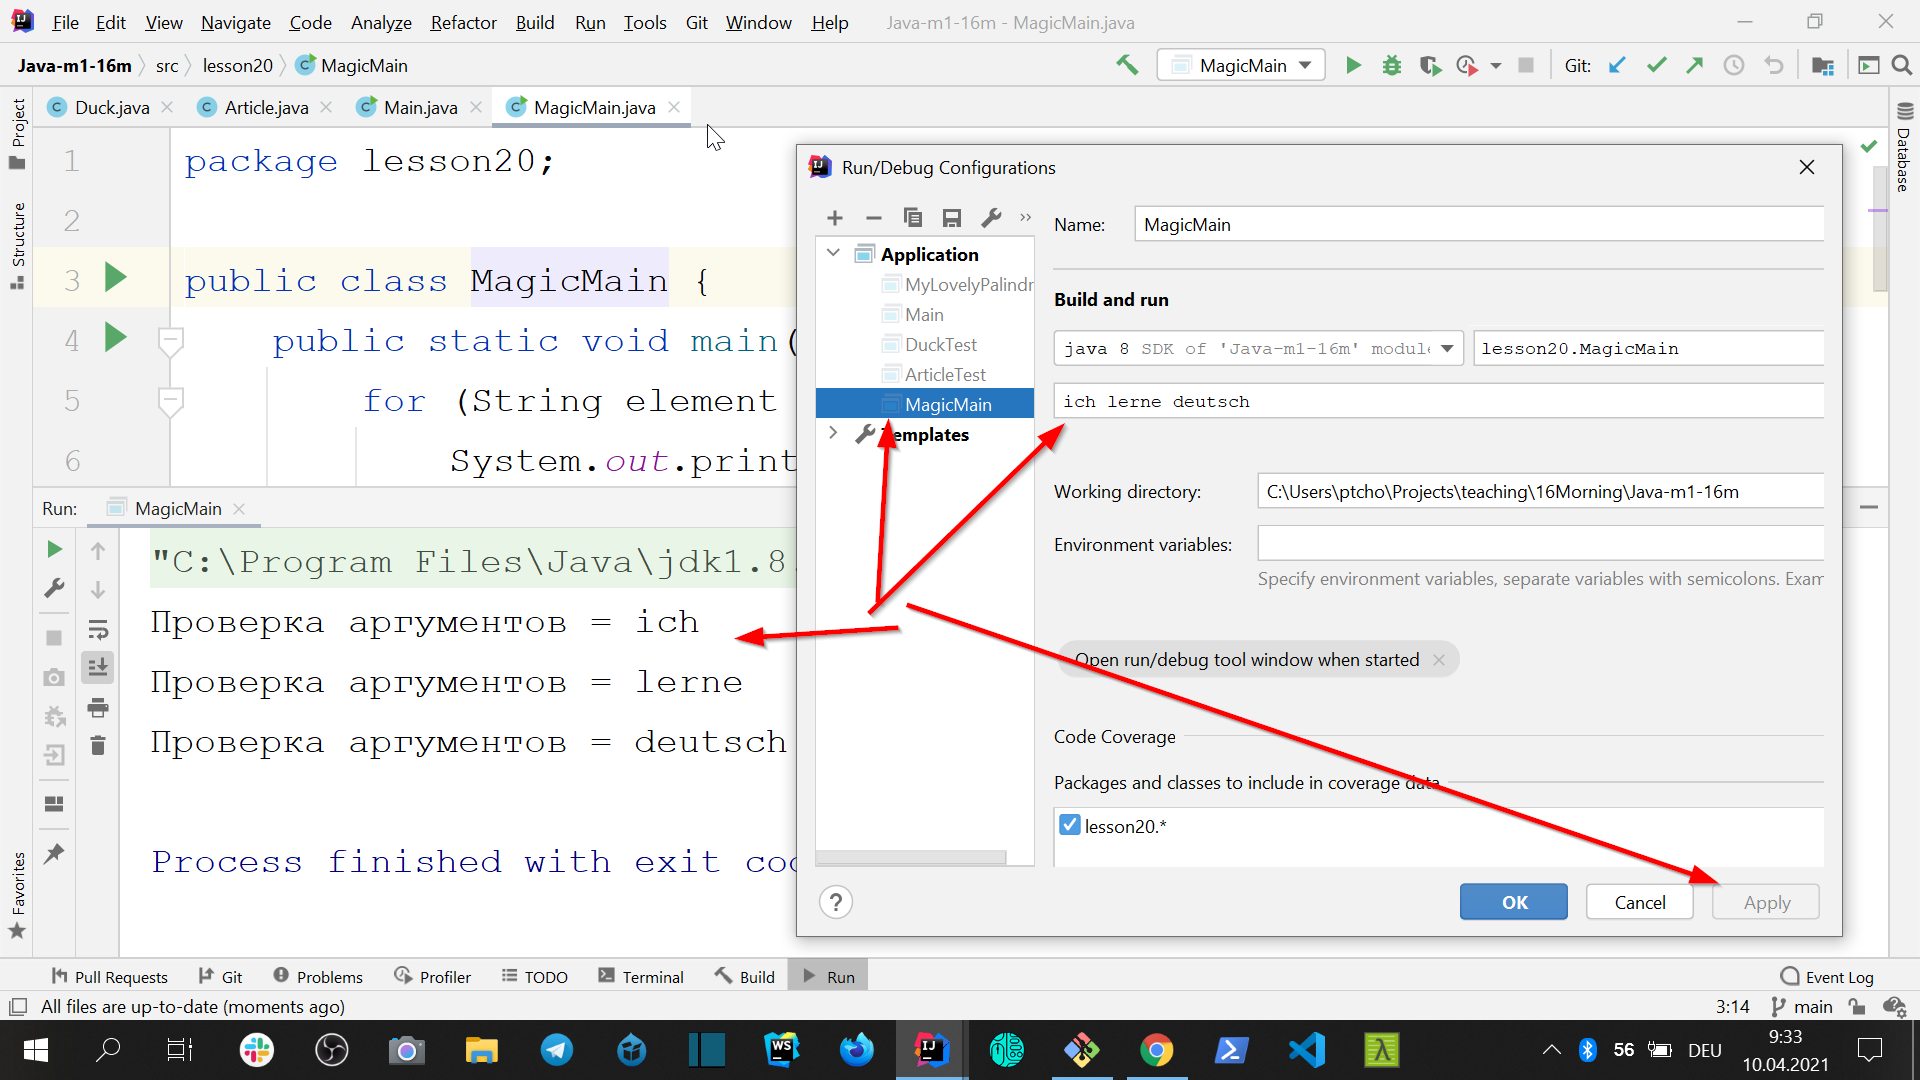 File Edit View Navigate Code Analyze Refactor Build Run Tools Git Window Help Java-m1-16m - MagicMain.java
Java-m1-16m src lesson20 MagicMain
MagicMain
Git:
Project
Structure
Favorites
Database
Duck.java Article.java Main.java MagicMain.java
1 package lesson20;
2
3 public class MagicMain {
4 public static void main(
5 for (String element
6 System.out.print
Run: MagicMain
"C:\Program Files\Java\jdk1.8.
Проверка аргументов = ich
Проверка аргументов = lerne
Проверка аргументов = deutsch
Process finished with exit
Run/Debug Configurations
Application
MyLovelyPalindr
Main
DuckTest
ArticleTest
MagicMain
Templates
Name: MagicMain
Build and run
java 8 SDK of 'Java-m1-16m' module lesson20.MagicMain
ich lerne deutsch
Working directory: C:\Users\ptcho\Projects\teaching\16Morning\Java-m1-16m
Environment variables:
Specify environment variables, separate variables with semicolons. Exam
Open run/debug tool window when started
Code Coverage
Packages and classes to include in coverage data
lesson20.*
? OK Cancel Apply
Pull Requests Git Problems Profiler TODO Terminal Build Run Event Log
All files are up-to-date (moments ago) 3:14 main
56 DEU 9:33
10.04.2021